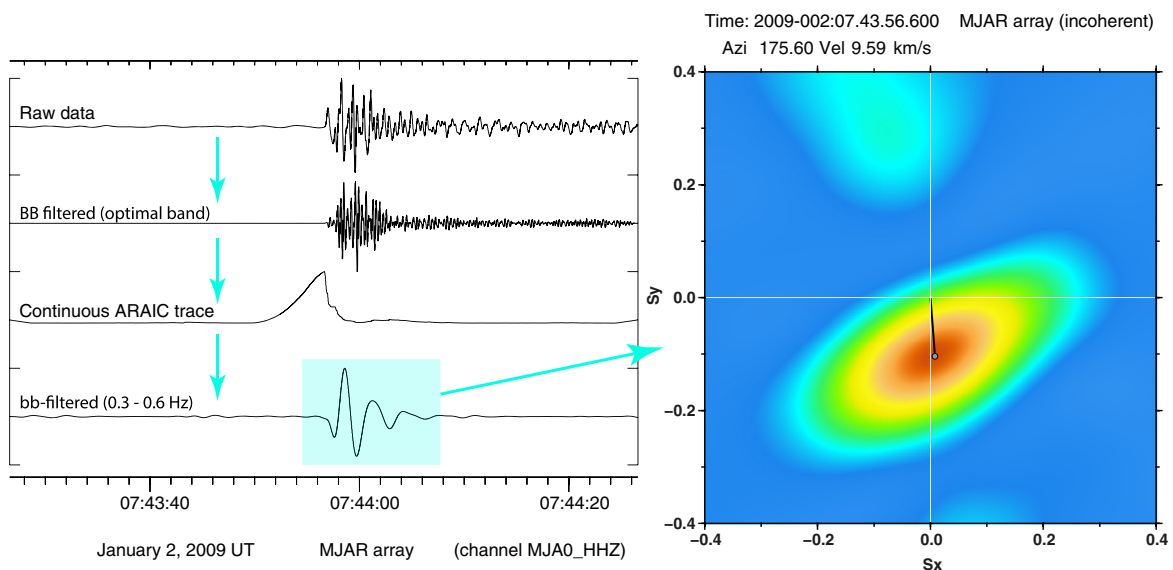 Time: 2009-002:07.43.56.600 MJAR array (incoherent)
Azi 175.60 Vel 9.59 km/s
Raw data
BB filtered (optimal band)
Continuous ARAIC trace
bb-filtered (0.3 - 0.6 Hz)
07:43:40 07:44:00 07:44:20
January 2, 2009 UT MJAR array (channel MJA0_HHZ)
0.4
0.2
0.0
−0.2
−0.4
Sy
−0.4 −0.2 0.0 0.2 0.4
Sx